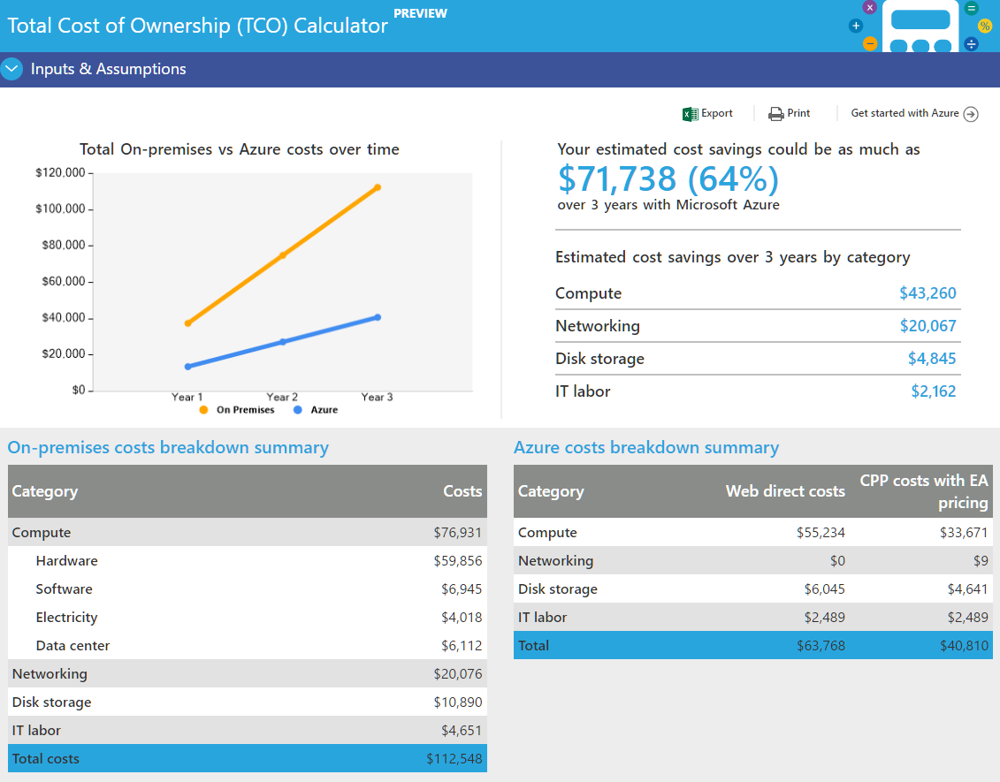 Total Cost of Ownership (TCO) Calculator PREVIEW
Inputs & Assumptions
Export Print Get started with Azure
Total On-premises vs Azure costs over time
$120,000
$100,000
$80,000
$60,000
$40,000
$20,000
$0
Year 1 Year 2 Year 3
On Premises Azure
Your estimated cost savings could be as much as
$71,738 (64%)
over 3 years with Microsoft Azure
Estimated cost savings over 3 years by category
Compute $43,260
Networking $20,067
Disk storage $4,845
IT labor $2,162
On-premises costs breakdown summary
Category Costs
Compute $76,931
Hardware $59,856
Software $6,945
Electricity $4,018
Data center $6,112
Networking $20,076
Disk storage $10,890
IT labor $4,651
Total costs $112,548
Azure costs breakdown summary
Category Web direct costs CPP costs with EA
pricing
Compute $55,234 $33,671
Networking $0 $9
Disk storage $6,045 $4,641
IT labor $2,489 $2,489
Total $63,768 $40,810